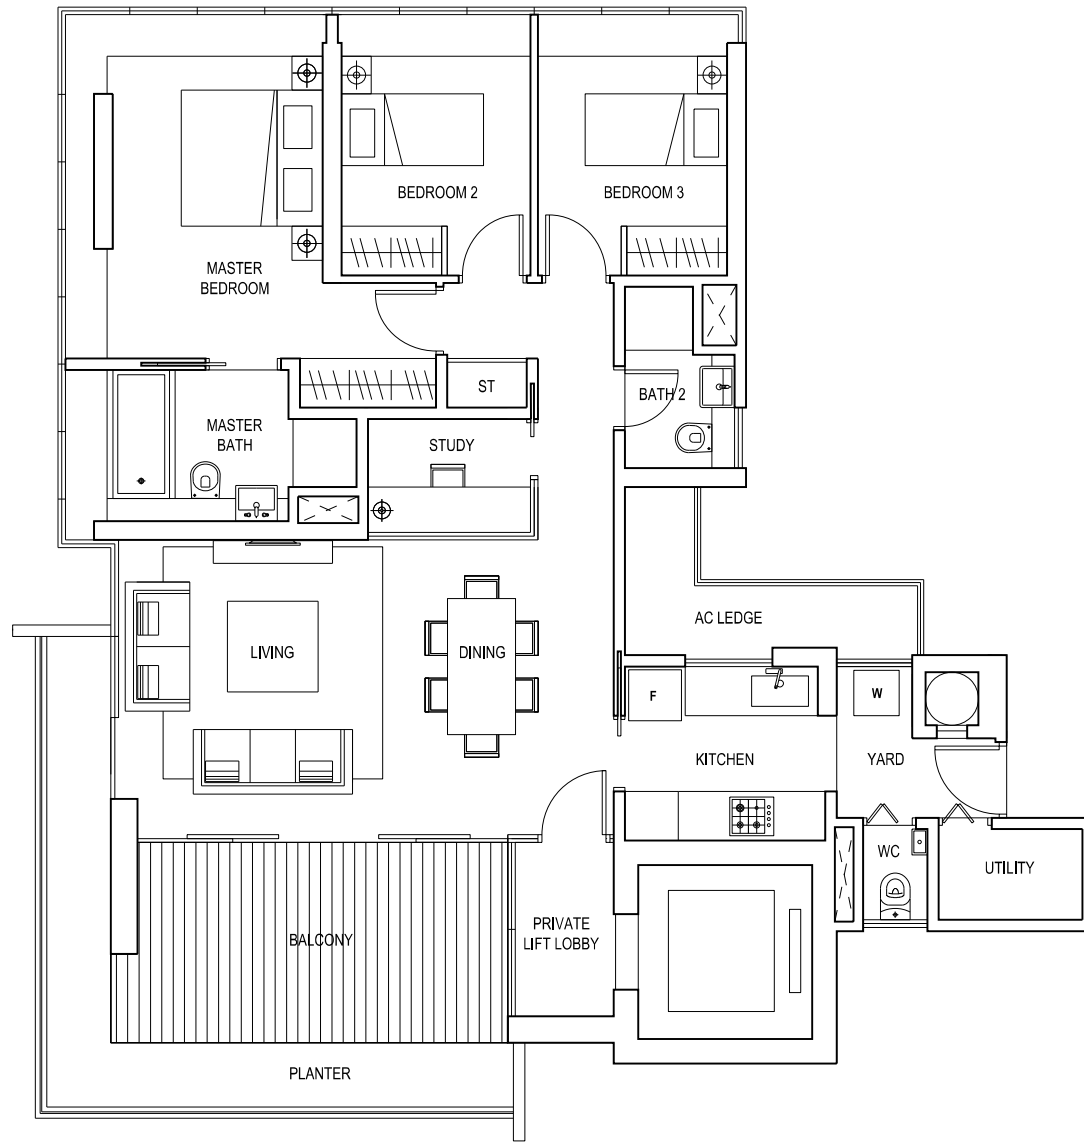 BEDROOM 2
BEDROOM 3
MASTER
BEDROOM
ST
BATH 2
MASTER
BATH
STUDY
AC LEDGE
LIVING
DINING
F
W
KITCHEN
YARD
WC
UTILITY
PRIVATE
LIFT LOBBY
BALCONY
PLANTER